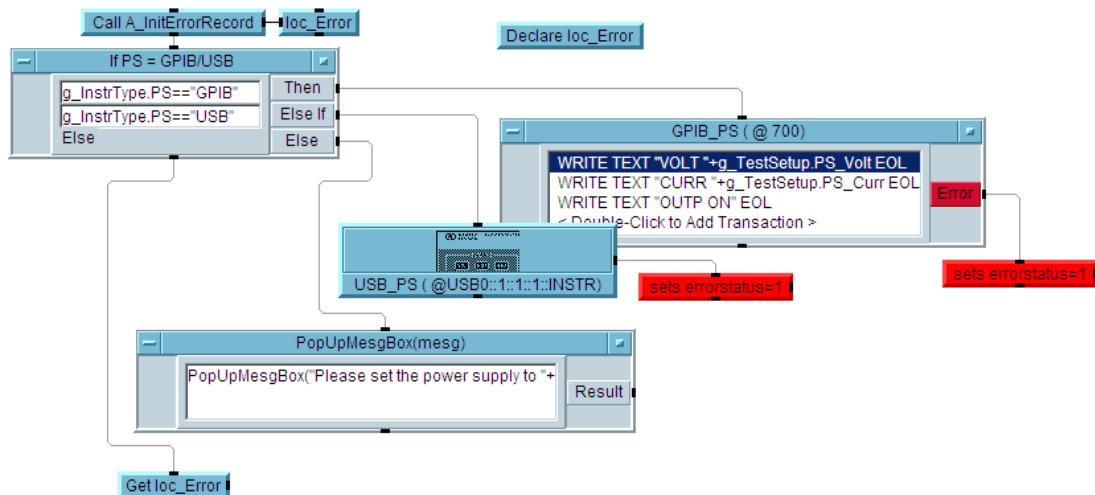 Call A_InitErrorRecord
loc_Error
Declare loc_Error
If PS = GPIB/USB
g_InstrType.PS=="GPIB"
g_InstrType.PS=="USB"
Else
Then
Else If
Else
GPIB_PS ( @ 700)
WRITE TEXT "VOLT "+g_TestSetup.PS_Volt EOL
WRITE TEXT "CURR "+g_TestSetup.PS_Curr EOL
WRITE TEXT "OUTP ON" EOL
< Double-Click to Add Transaction >
Error
USB_PS ( @USB0::1::1::1::INSTR)
sets errorstatus=1
sets errorstatus=1
PopUpMesgBox(mesg)
PopUpMesgBox("Please set the power supply to "+
Result
Get loc_Error